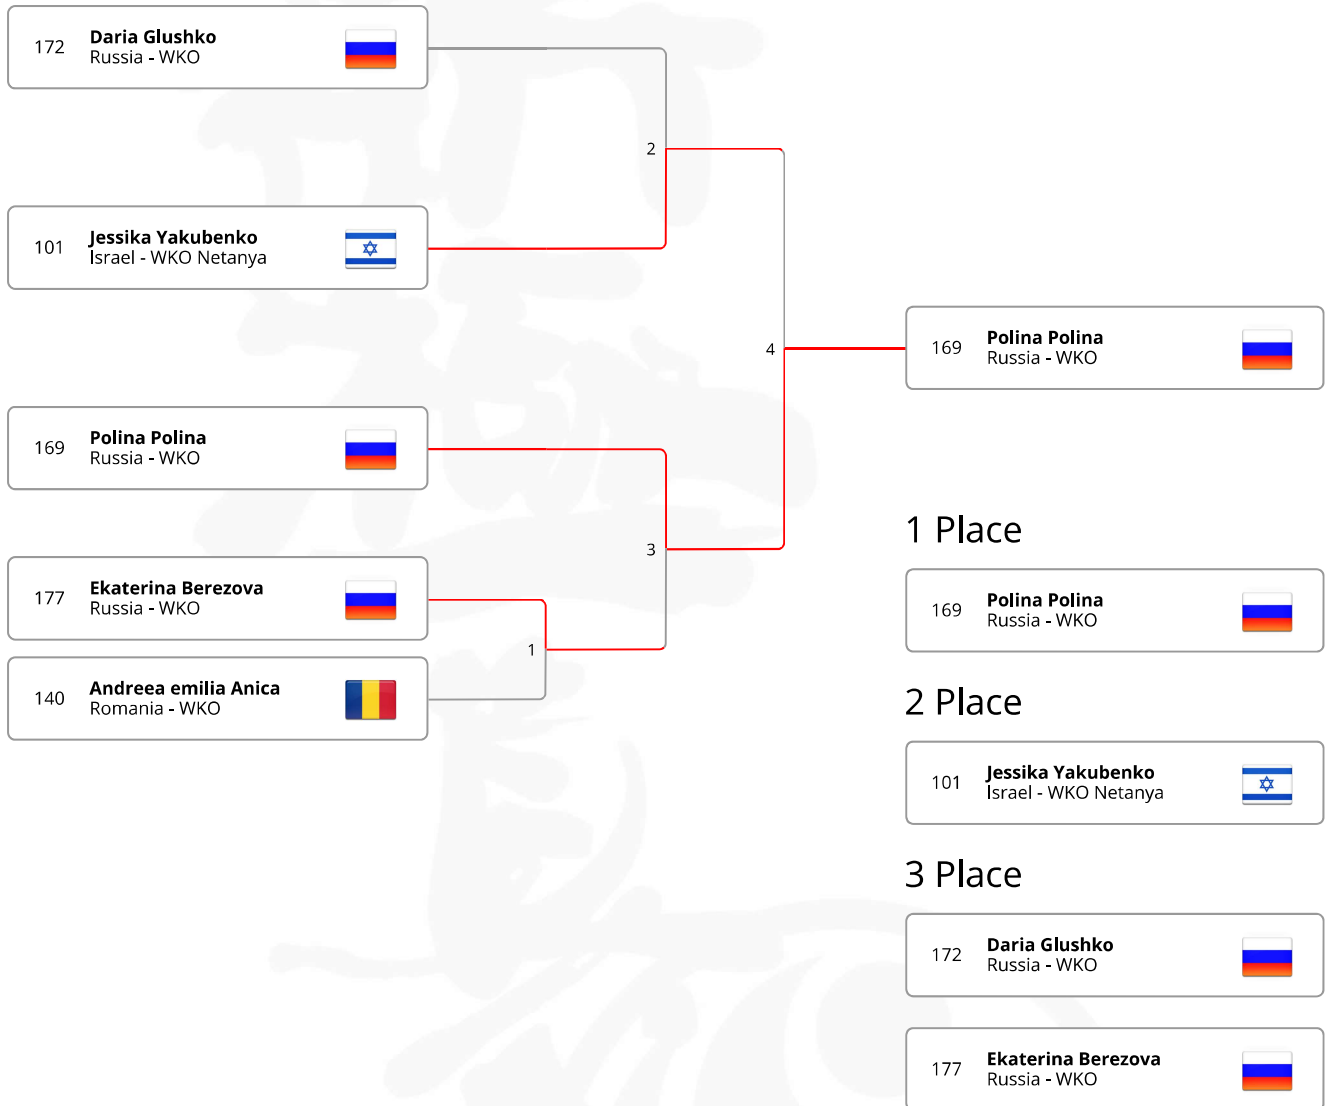 172
Daria Glushko
Russia - WKO
2
101
Jessika Yakubenko
Israel - WKO Netanya
4
169
Polina Polina
Russia - WKO
169
Polina Polina
Russia - WKO
3
1 Place
177
Ekaterina Berezova
Russia - WKO
169
Polina Polina
Russia - WKO
1
140
Andreea emilia Anica
Romania - WKO
2 Place
101
Jessika Yakubenko
Israel - WKO Netanya
3 Place
172
Daria Glushko
Russia - WKO
177
Ekaterina Berezova
Russia - WKO